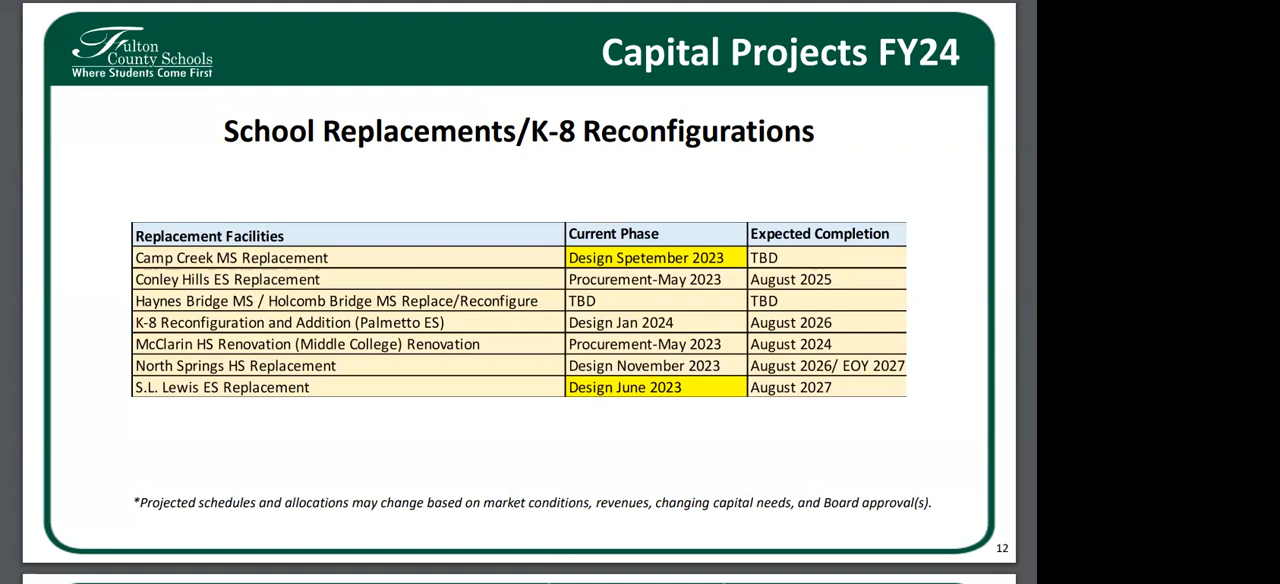 Fulton
County Schools
Where Students Come First
Capital Projects FY24
School Replacements/K-8 Reconfigurations
Replacement Facilities Current Phase Expected Completion
Camp Creek MS Replacement Design Spetember 2023 TBD
Conley Hills ES Replacement Procurement-May 2023 August 2025
Haynes Bridge MS / Holcomb Bridge MS Replace/Reconfigure TBD TBD
K-8 Reconfiguration and Addition (Palmetto ES) Design Jan 2024 August 2026
McClarin HS Renovation (Middle College) Renovation Procurement-May 2023 August 2024
North Springs HS Replacement Design November 2023 August 2026/ EOY 2027
S.L. Lewis ES Replacement Design June 2023 August 2027
*Projected schedules and allocations may change based on market conditions, revenues, changing capital needs, and Board approval(s).
12